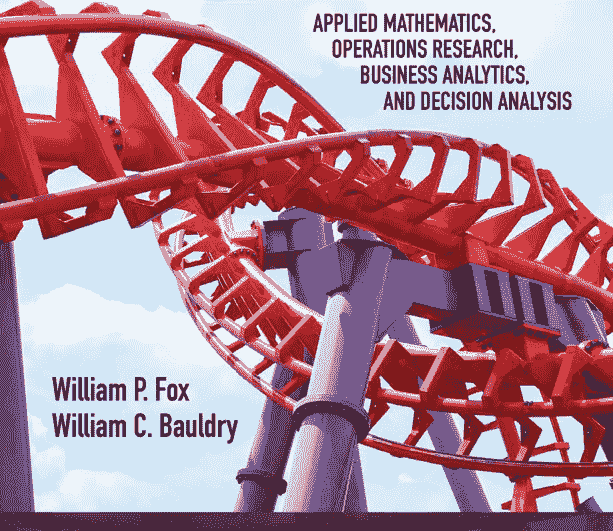 APPLIED MATHEMATICS,
OPERATIONS RESEARCH,
BUSINESS ANALYTICS,
AND DECISION ANALYSIS
William P. Fox
William C. Bauldry